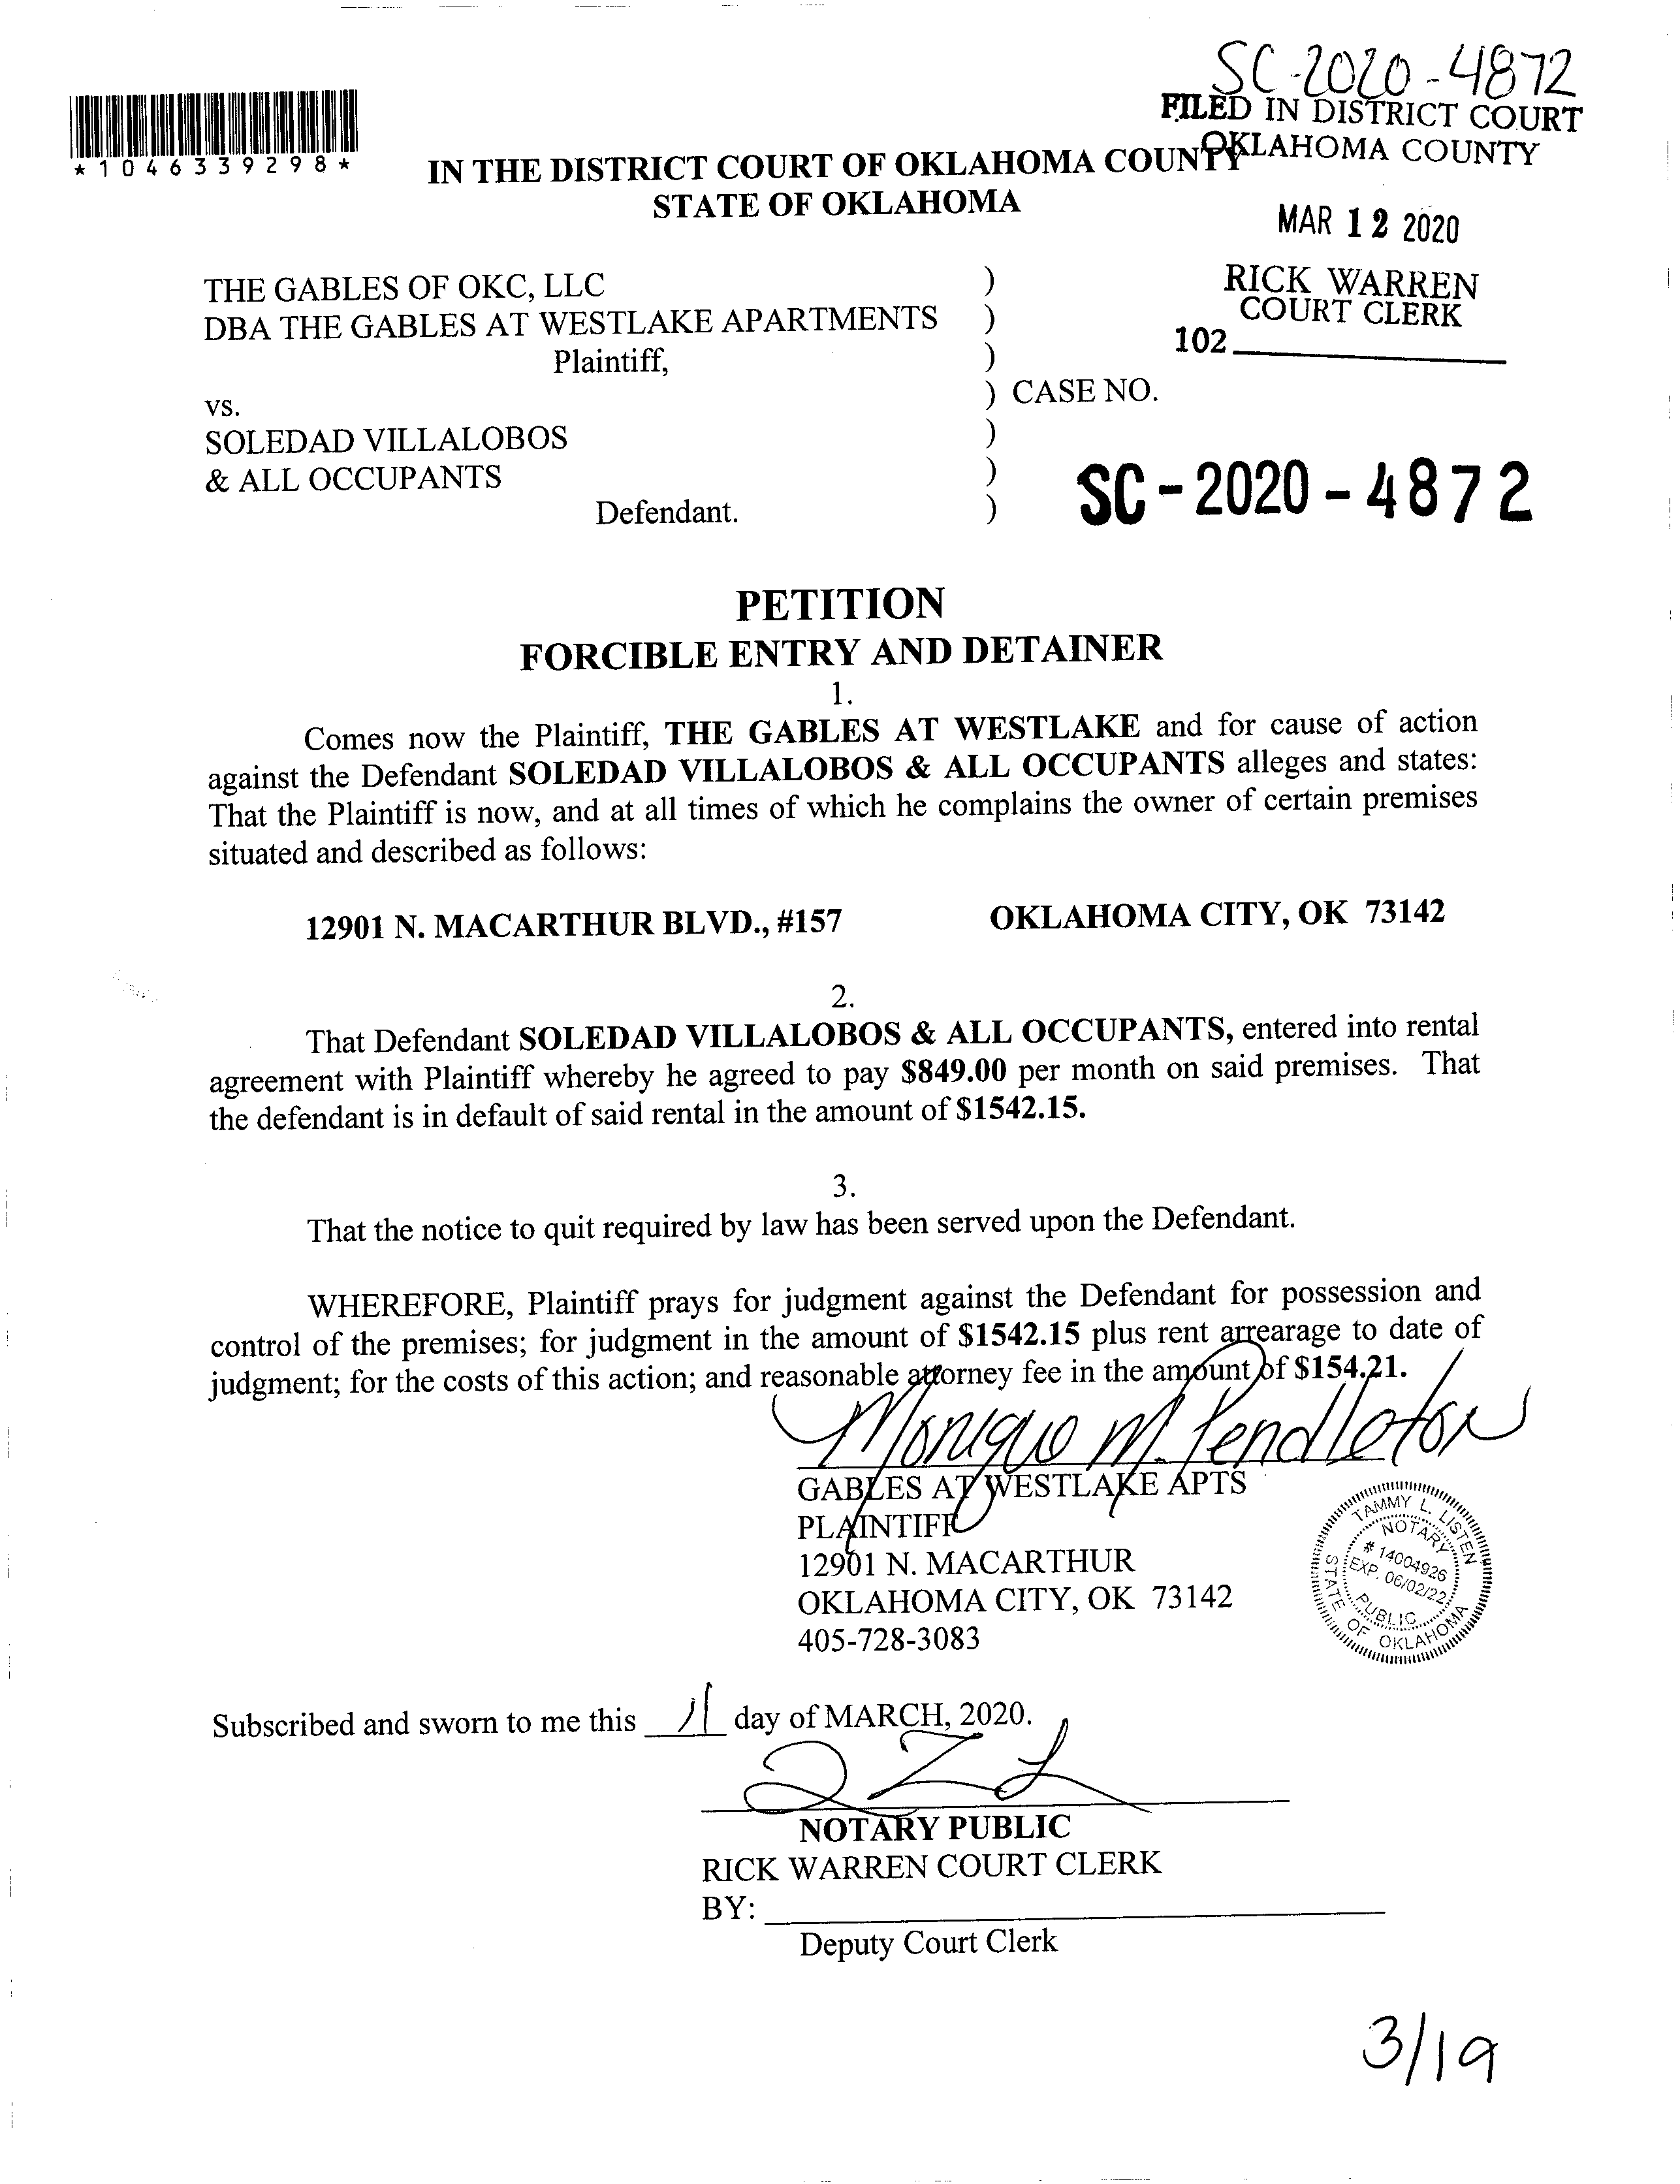 SC-2020-4872
FILED IN DISTRICT COURT
OKLAHOMA COUNTY
*1046339298*
IN THE DISTRICT COURT OF OKLAHOMA COUNTY
STATE OF OKLAHOMA
MAR 12 2020
RICK WARREN
COURT CLERK
102
THE GABLES OF OKC, LLC )
DBA THE GABLES AT WESTLAKE APARTMENTS )
Plaintiff, )
) CASE NO.
vs.
SOLEDAD VILLALOBOS )
& ALL OCCUPANTS )
Defendant. )
SC-2020-4872
PETITION
FORCIBLE ENTRY AND DETAINER
1.
Comes now the Plaintiff, THE GABLES AT WESTLAKE and for cause of action
against the Defendant SOLEDAD VILLALOBOS & ALL OCCUPANTS alleges and states:
That the Plaintiff is now, and at all times of which he complains the owner of certain premises
situated and described as follows:
12901 N. MACARTHUR BLVD., #157 OKLAHOMA CITY, OK 73142
2.
That Defendant SOLEDAD VILLALOBOS & ALL OCCUPANTS, entered into rental
agreement with Plaintiff whereby he agreed to pay $849.00 per month on said premises. That
the defendant is in default of said rental in the amount of $1542.15.
3.
That the notice to quit required by law has been served upon the Defendant.
WHEREFORE, Plaintiff prays for judgment against the Defendant for possession and
control of the premises; for judgment in the amount of $1542.15 plus rent arrearage to date of
judgment; for the costs of this action; and reasonable attorney fee in the amount of $154.21.
Monique M. Pendleton
GABLES AT WESTLAKE APTS
PLAINTIFF
12901 N. MACARTHUR
OKLAHOMA CITY, OK 73142
405-728-3083
TAMMY L. LISTEN
NOTARY
# 14004926
EXP. 06/02/22
PUBLIC
STATE OF OKLAHOMA
Subscribed and sworn to me this 11 day of MARCH, 2020.
NOTARY PUBLIC
RICK WARREN COURT CLERK
BY:
Deputy Court Clerk
3/19